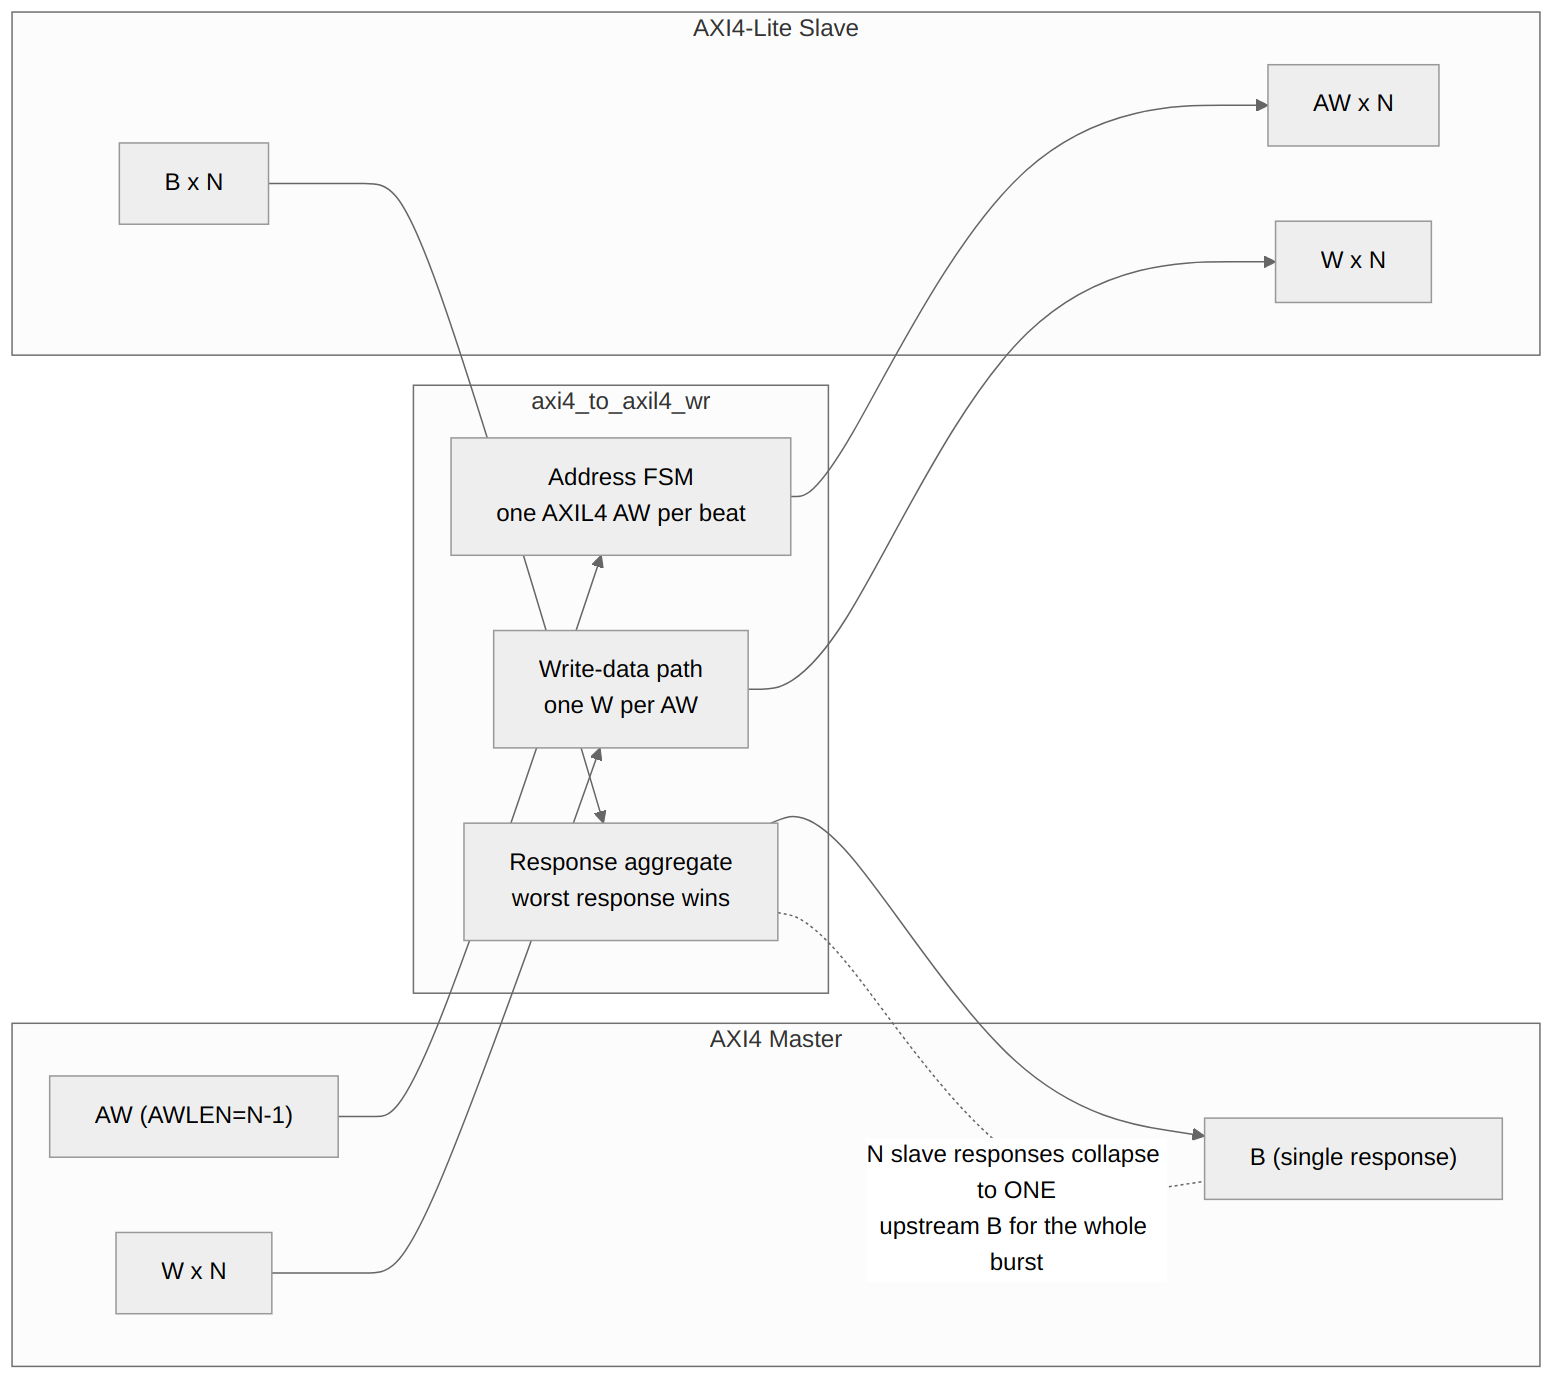 AXI4-Lite Slave
AW x N
B x N
W x N
axi4_to_axil4_wr
Address FSM
one AXIL4 AW per beat
Write-data path
one W per AW
Response aggregate
worst response wins
AXI4 Master
AW (AWLEN=N-1)
B (single response)
N slave responses collapse
to ONE
upstream B for the whole
burst
W x N